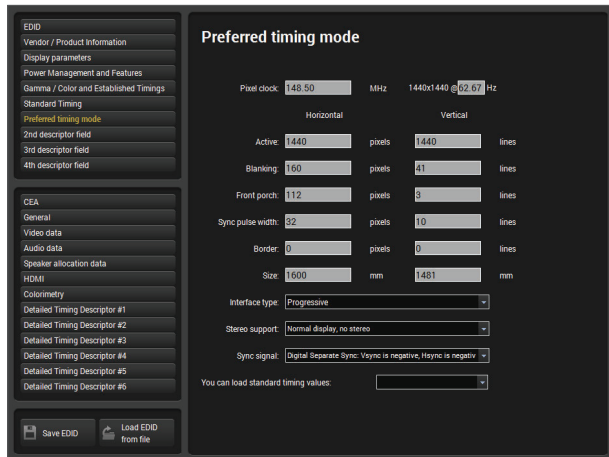 EDID
Vendor / Product Information
Display parameters
Power Management and Features
Gamma / Color and Established Timings
Standard Timing
Preferred timing mode
2nd descriptor field
3rd descriptor field
4th descriptor field
CEA
General
Video data
Audio data
Speaker allocation data
HDMI
Colorimetry
Detailed Timing Descriptor #1
Detailed Timing Descriptor #2
Detailed Timing Descriptor #3
Detailed Timing Descriptor #4
Detailed Timing Descriptor #5
Detailed Timing Descriptor #6
Save EDID
Load EDID
from file
Preferred timing mode
Pixel clock: 148.50 MHz 1440x1440 @ 62.67 Hz
Horizontal Vertical
Active: 1440 pixels 1440 lines
Blanking: 160 pixels 41 lines
Front porch: 112 pixels 3 lines
Sync pulse width: 32 pixels 10 lines
Border: 0 pixels 0 lines
Size: 1600 mm 1481 mm
Interface type: Progressive
Stereo support: Normal display, no stereo
Sync signal: Digital Separate Sync: Vsync is negative, Hsync is negativ
You can load standard timing values: